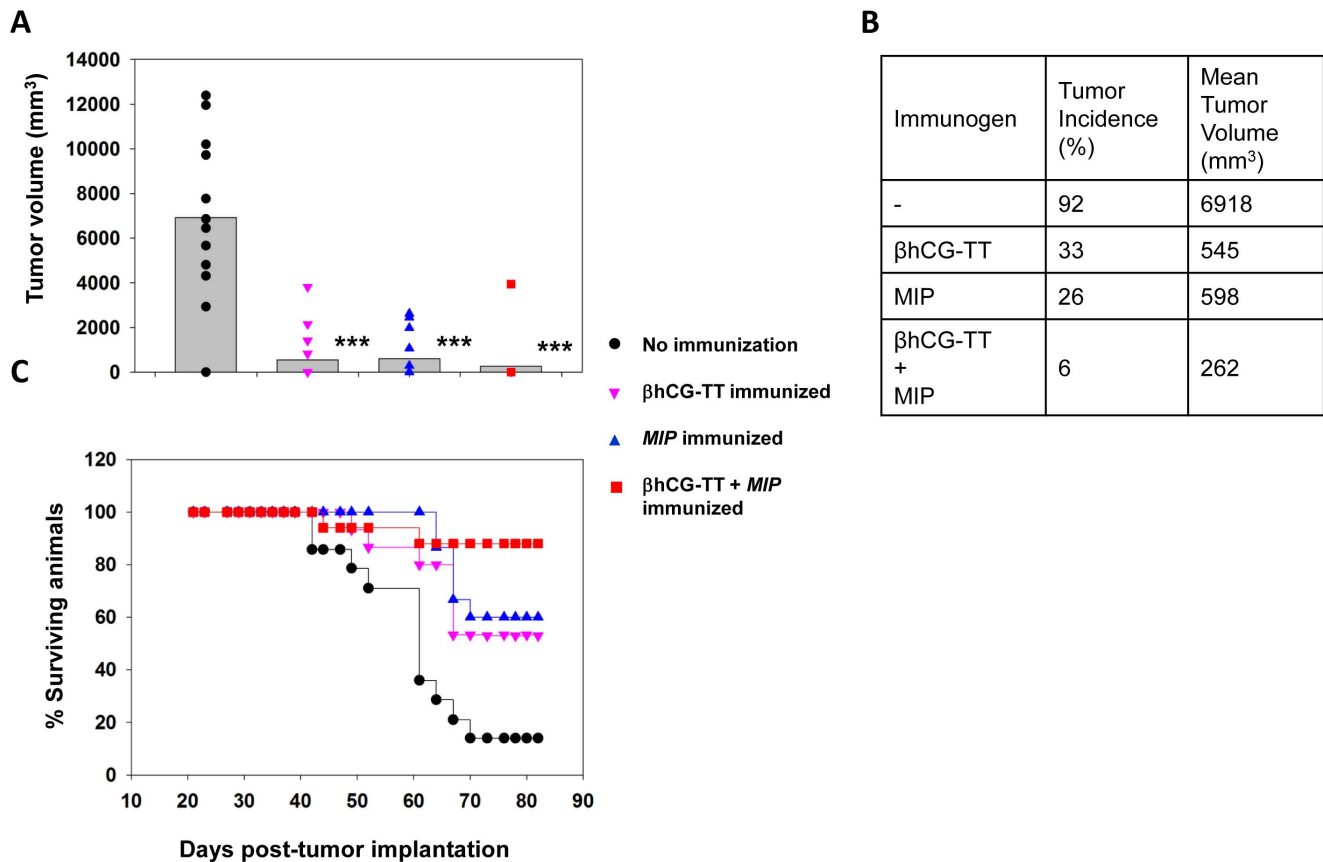 A
Tumor volume (mm³)
14000
12000
10000
8000
6000
4000
2000
0
***
***
***
B
Immunogen
Tumor
Incidence
(%)
Mean
Tumor
Volume
(mm³)
-
92
6918
βhCG-TT
33
545
MIP
26
598
βhCG-TT
+
MIP
6
262
No immunization
βhCG-TT immunized
MIP immunized
βhCG-TT + MIP
immunized
C
% Surviving animals
120
100
80
60
40
20
0
10 20 30 40 50 60 70 80 90
Days post-tumor implantation